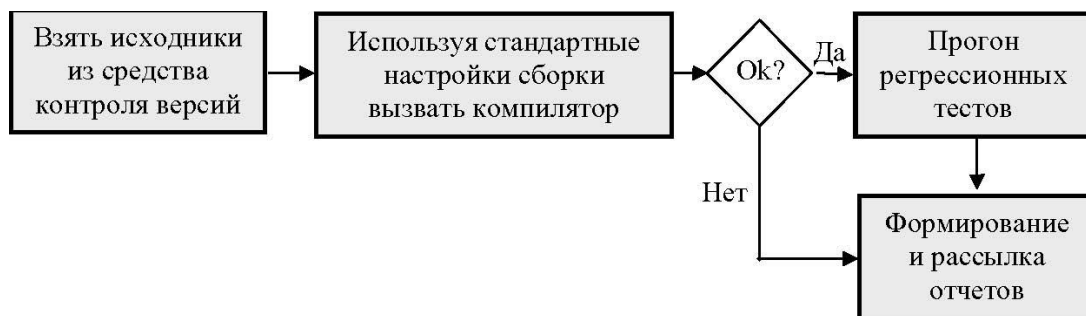 Взять исходники
из средства
контроля версий
Используя стандартные
настройки сборки
вызвать компилятор
Ok?
Да
Прогон
регрессионных
тестов
Нет
Формирование
и рассылка
отчетов